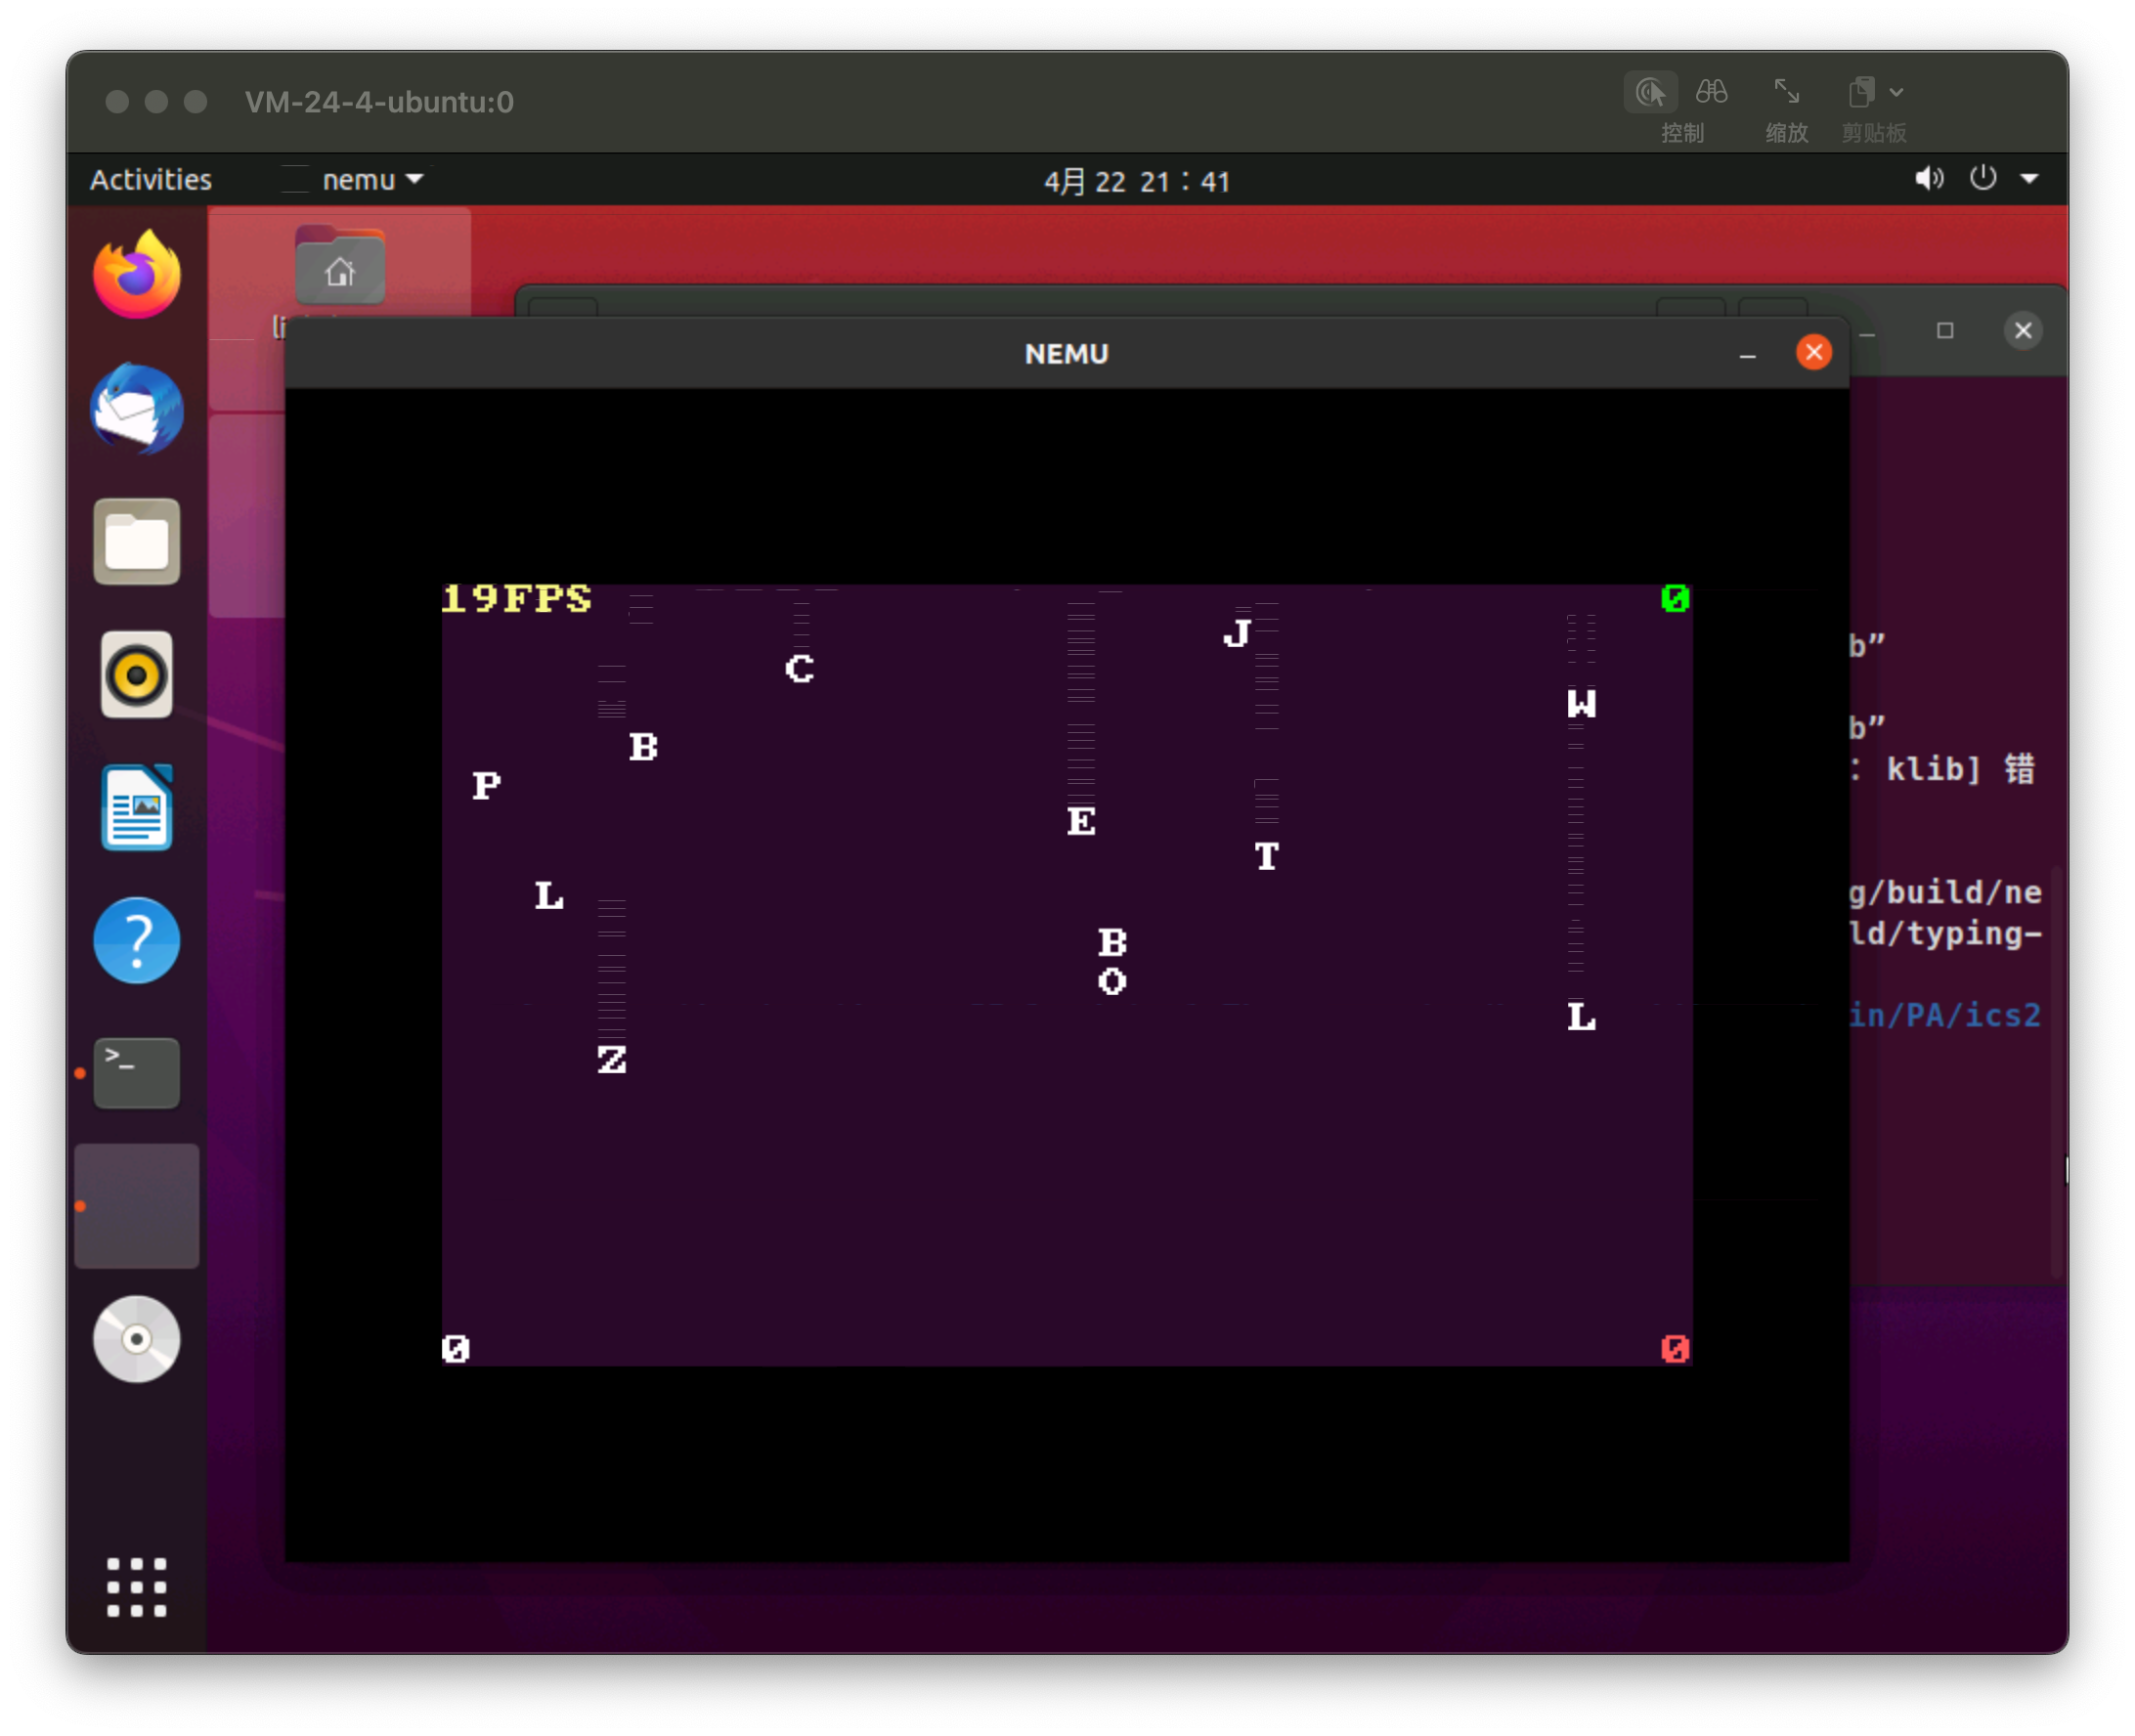 VM-24-4-ubuntu:0
控制 缩放 剪贴板
Activities nemu 4月 22 21:41
NEMU
19FPS 0
J
C
W
B
P
E
T
L
B
O
L
Z
0 0
b”
b”
: klib] 错
g/build/ne
ld/typing-
in/PA/ics2